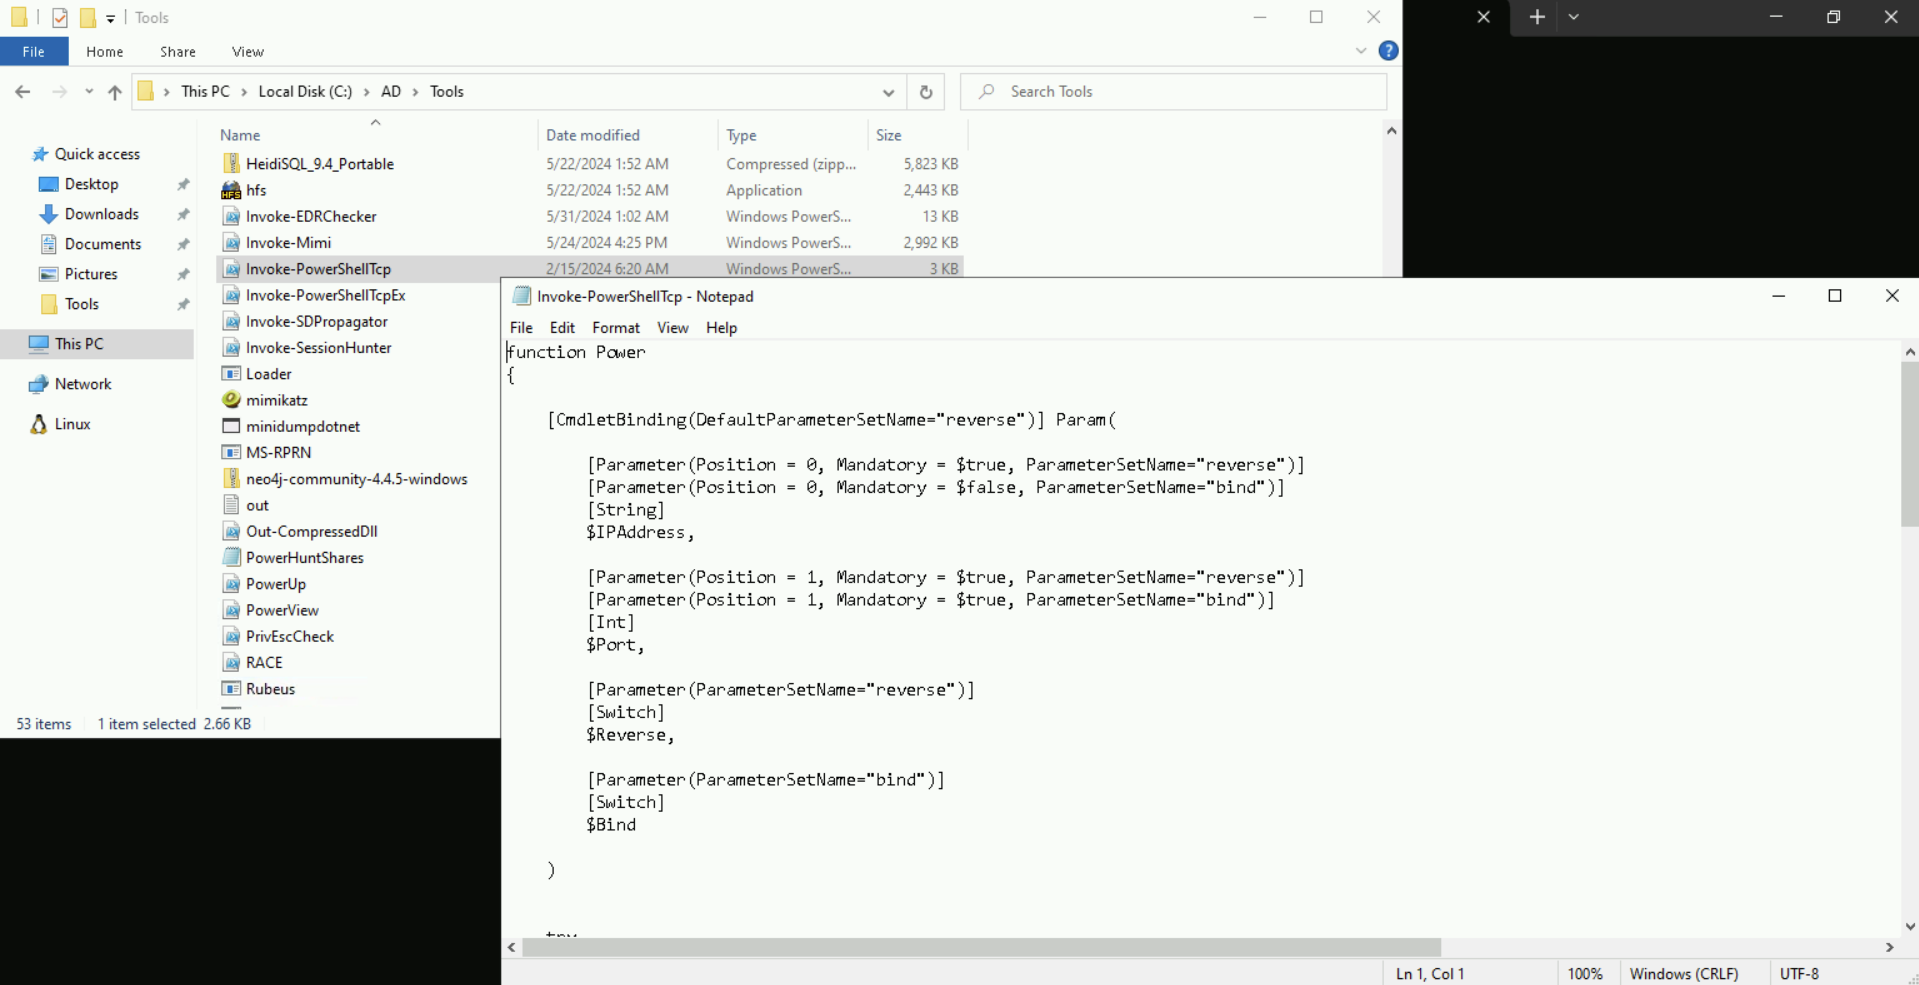 Tools
File Home Share View
This PC Local Disk (C:) AD Tools
Search Tools
Name Date modified Type Size
Quick access
Desktop
Downloads
Documents
Pictures
Tools
This PC
Network
Linux
HeidiSQL_9.4_Portable 5/22/2024 1:52 AM Compressed (zipp... 5,823 KB
hfs 5/22/2024 1:52 AM Application 2,443 KB
Invoke-EDRChecker 5/31/2024 1:02 AM Windows PowerS... 13 KB
Invoke-Mimi 5/24/2024 4:25 PM Windows PowerS... 2,992 KB
Invoke-PowerShellTcp 2/15/2024 6:20 AM Windows PowerS... 3 KB
Invoke-PowerShellTcpEx
Invoke-SDPropagator
Invoke-SessionHunter
Loader
mimikatz
minidumpdotnet
MS-RPRN
neo4j-community-4.4.5-windows
out
Out-CompressedDll
PowerHuntShares
PowerUp
PowerView
PrivEscCheck
RACE
Rubeus
53 items 1 item selected 2.66 KB
Invoke-PowerShellTcp - Notepad
File Edit Format View Help
function Power
{
[CmdletBinding(DefaultParameterSetName="reverse")] Param(
[Parameter(Position = 0, Mandatory = $true, ParameterSetName="reverse")]
[Parameter(Position = 0, Mandatory = $false, ParameterSetName="bind")]
[String]
$IPAddress,
[Parameter(Position = 1, Mandatory = $true, ParameterSetName="reverse")]
[Parameter(Position = 1, Mandatory = $true, ParameterSetName="bind")]
[Int]
$Port,
[Parameter(ParameterSetName="reverse")]
[Switch]
$Reverse,
[Parameter(ParameterSetName="bind")]
[Switch]
$Bind
)
Ln 1, Col 1 100% Windows (CRLF) UTF-8